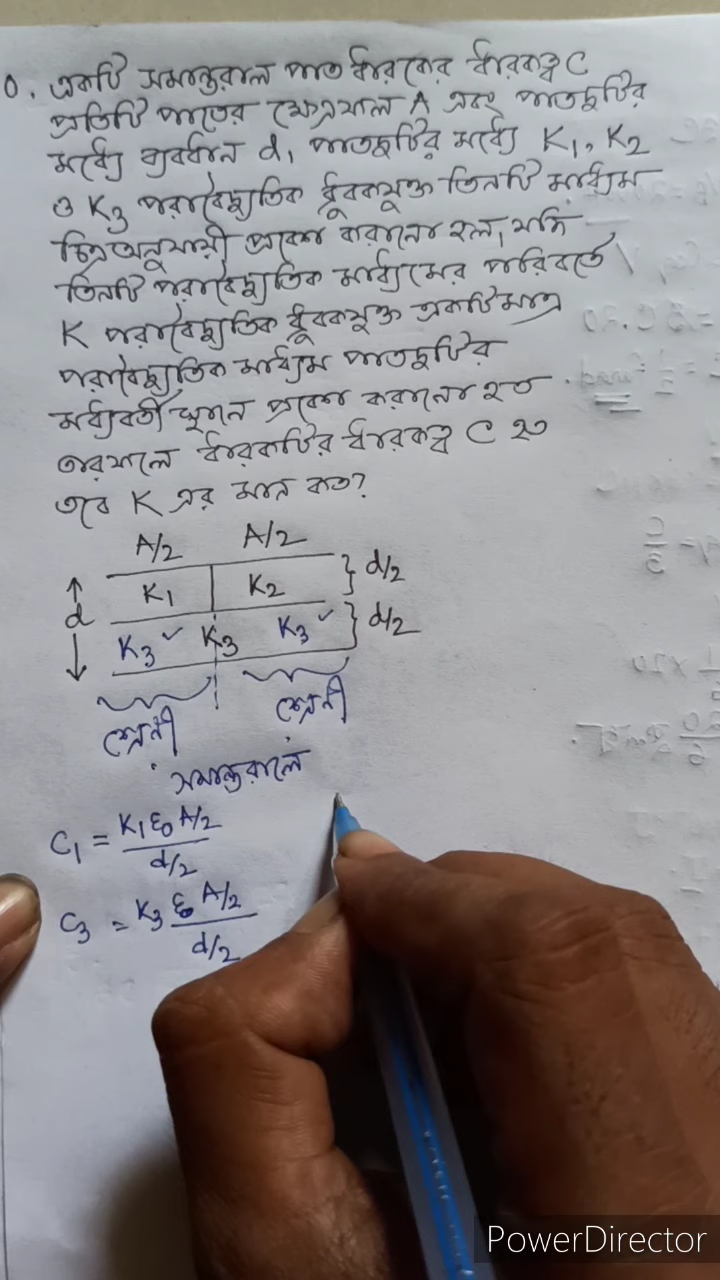 0. একটি সমান্তরাল পাত ধারকের ধারকত্ব C
প্রতিটি পাতের ক্ষেত্রফল A এবং পাতদুটির
মধ্যে ব্যবধান d, পাতদুটির মধ্যে K₁, K₂
ও K₃ পরাবৈদ্যুতিক ধ্রুবকযুক্ত তিনটি মাধ্যম
চিত্র অনুযায়ী প্রবেশ করানো হল, যদি
তিনটি পরাবৈদ্যুতিক মাধ্যমের পরিবর্তে
K পরাবৈদ্যুতিক ধ্রুবকযুক্ত একটিমাত্র
পরাবৈদ্যুতিক মাধ্যম পাতদুটির
মধ্যবর্তী স্থানে প্রবেশ করানো হত
তারফলে ধারকটির ধারকত্ব C হত
তবে K এর মান কত?
A/2 A/2
K₁ K₂ } d/2
d
K₃ ✓ K₃ K₃ ✓ } d/2
শ্রেনী শ্রেনী
সমান্তরালে
C₁ = K₁ ε₀ A/2 / d/2
C₃ = K₃ ε₀ A/2 / d/2
PowerDirector